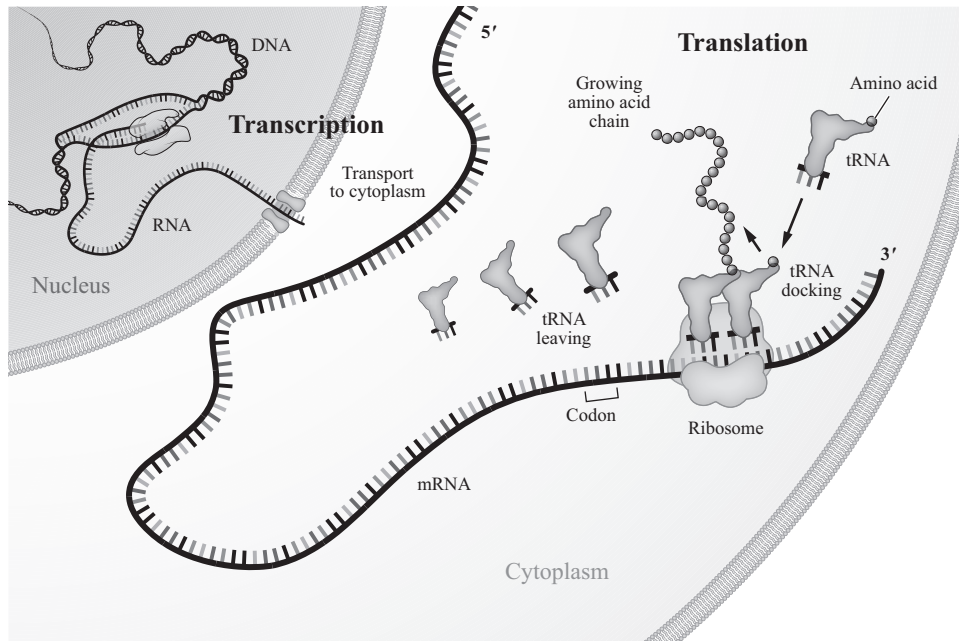 DNA
Transcription
RNA
Nucleus
Transport
to cytoplasm
5′
Translation
Growing
amino acid
chain
Amino acid
tRNA
3′
tRNA
docking
tRNA
leaving
Codon
Ribosome
mRNA
Cytoplasm